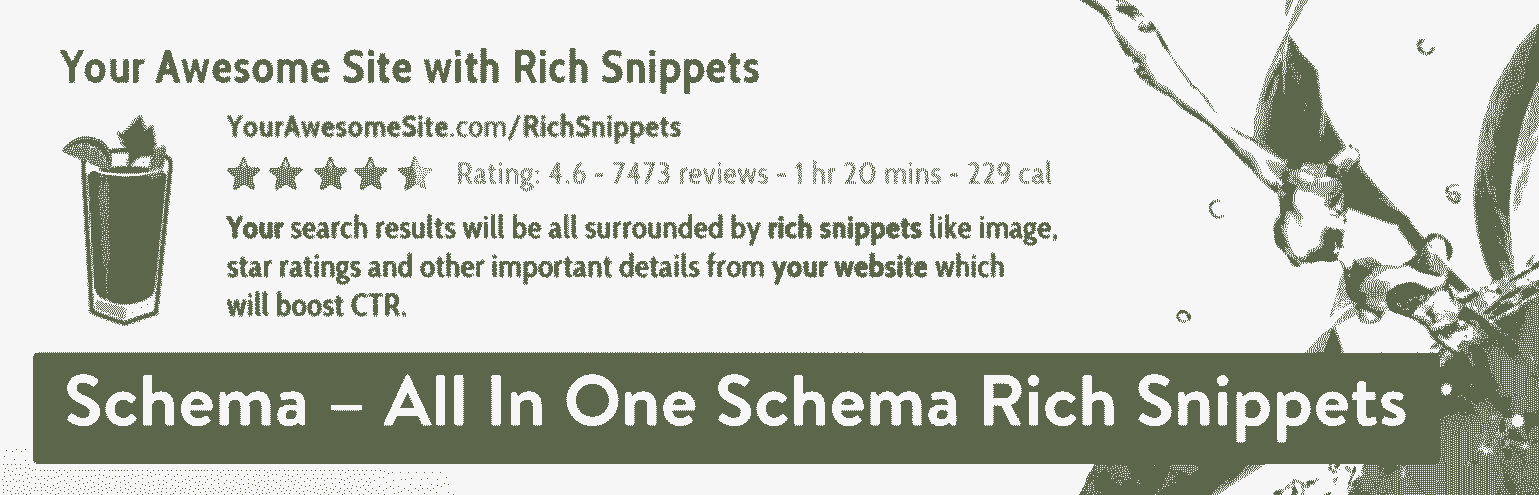 Your Awesome Site with Rich Snippets
YourAwesomeSite.com/RichSnippets
Rating: 4.6 - 7473 reviews - 1 hr 20 mins - 229 cal
Your search results will be all surrounded by rich snippets like image,
star ratings and other important details from your website which
will boost CTR.
Schema – All In One Schema Rich Snippets